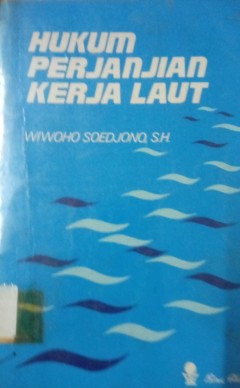 HUKUM
PERJANJIAN
KERJA LAUT
WIWOHO SOEDJONO, S.H.